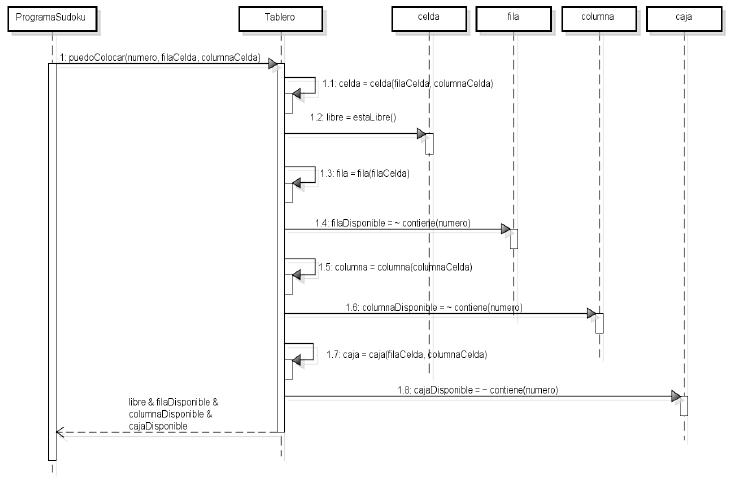 ProgramaSudoku
Tablero
celda
fila
columna
caja
1: puedoColocar(numero, filaCelda, columnaCelda)
1.1: celda = celda(filaCelda, columnaCelda)
1.2: libre = estaLibre()
1.3: fila = fila(filaCelda)
1.4: filaDisponible = ~ contiene(numero)
1.5: columna = columna(columnaCelda)
1.6: columnaDisponible = ~ contiene(numero)
1.7: caja = caja(filaCelda, columnaCelda)
1.8: cajaDisponible = ~ contiene(numero)
libre & filaDisponible &
columnaDisponible &
cajaDisponible